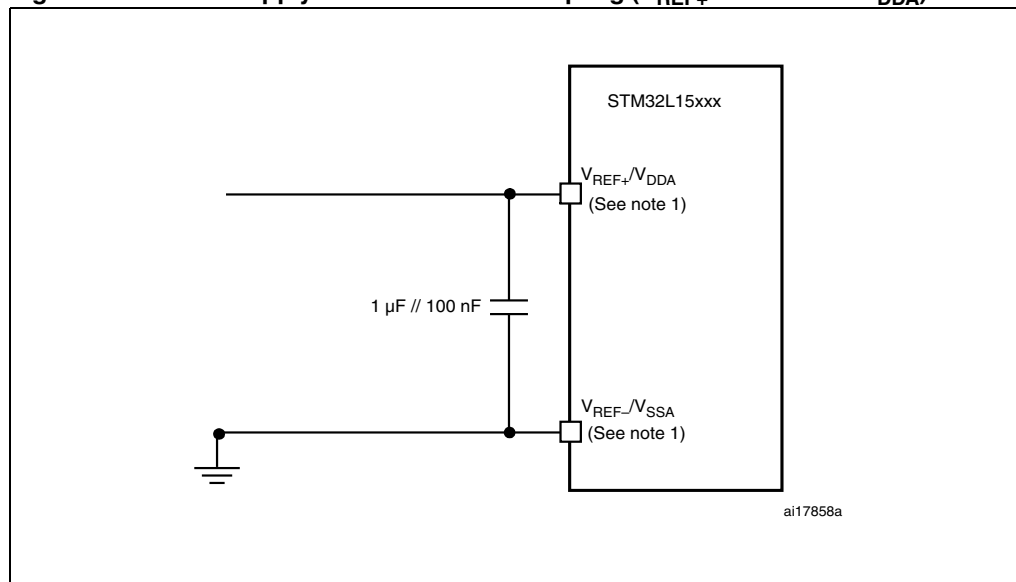 STM32L15xxx
VREF+/VDDA
(See note 1)
1 µF // 100 nF
VREF–/VSSA
(See note 1)
ai17858a